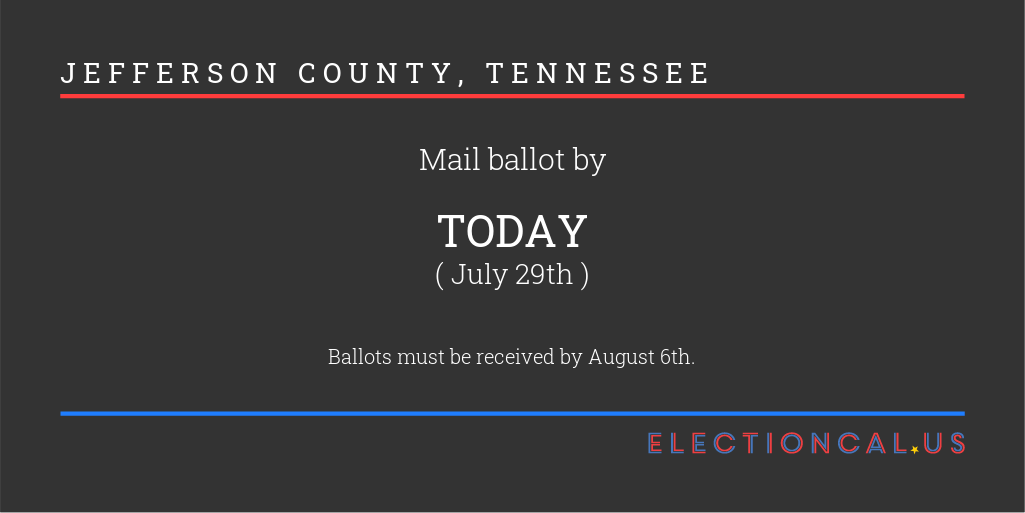 JEFFERSON COUNTY, TENNESSEE
Mail ballot by
TODAY
( July 29th )
Ballots must be received by August 6th.
ELECTIONCAL.US